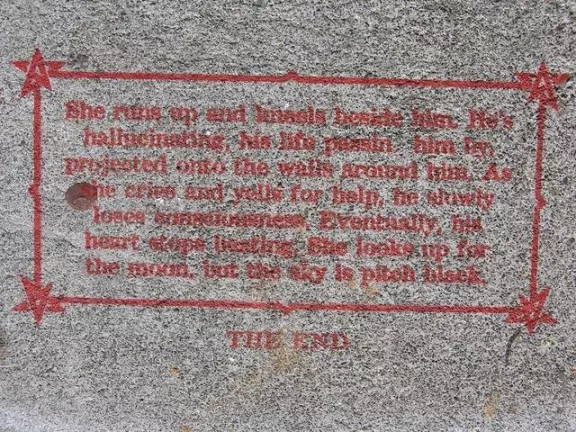 She runs up and kneels beside him. He's
hallucinating, his life passin him by,
projected onto the walls around him. As
she cries and yells for help, he slowly
loses consciousness. Eventually, his
heart stops beating. She looks up for
the moon, but the sky is pitch black.
THE END